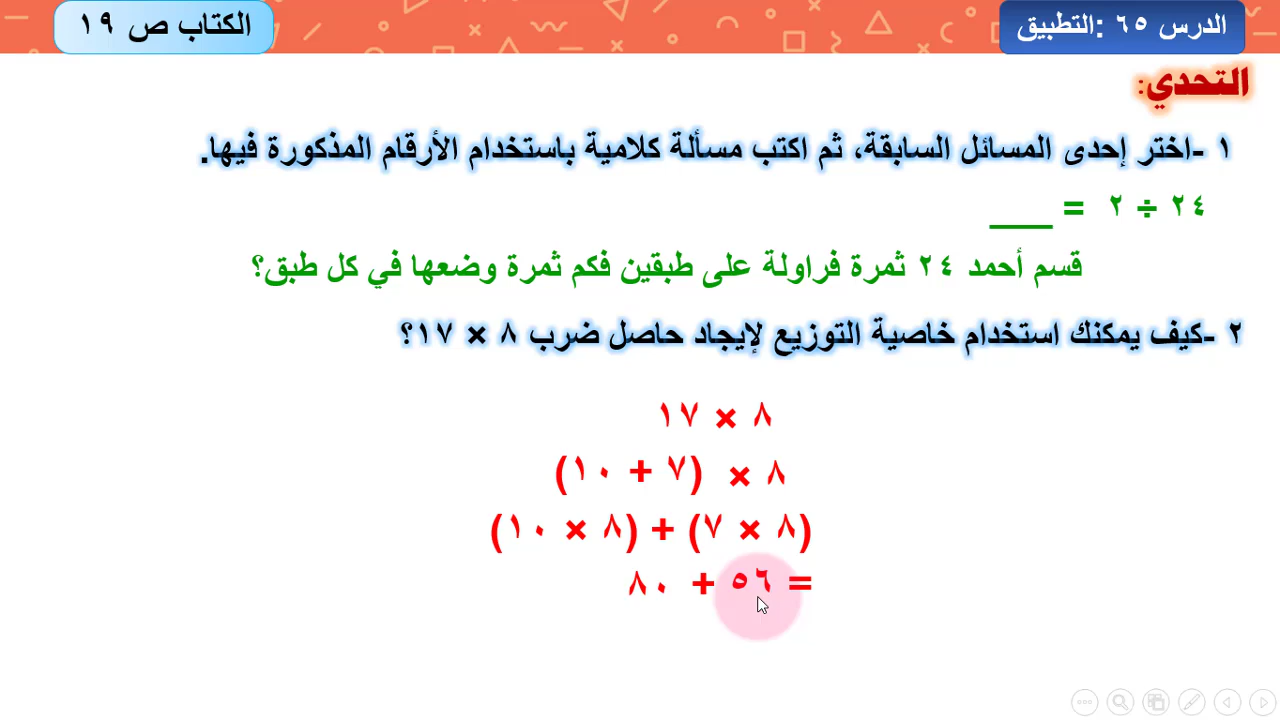 الدرس ٦٥ :التطبيق
الكتاب ص ١٩
التحدي:
١ -اختر إحدى المسائل السابقة، ثم اكتب مسألة كلامية باستخدام الأرقام المذكورة فيها.
٢٤ ÷ ٢ = ___
قسم أحمد ٢٤ ثمرة فراولة على طبقين فكم ثمرة وضعها في كل طبق؟
٢ -كيف يمكنك استخدام خاصية التوزيع لإيجاد حاصل ضرب ٨ × ١٧؟
٨ × ١٧
٨ × (٧ + ١٠)
(٨ × ٧) + (٨ × ١٠)
= ٥٦ + ٨٠